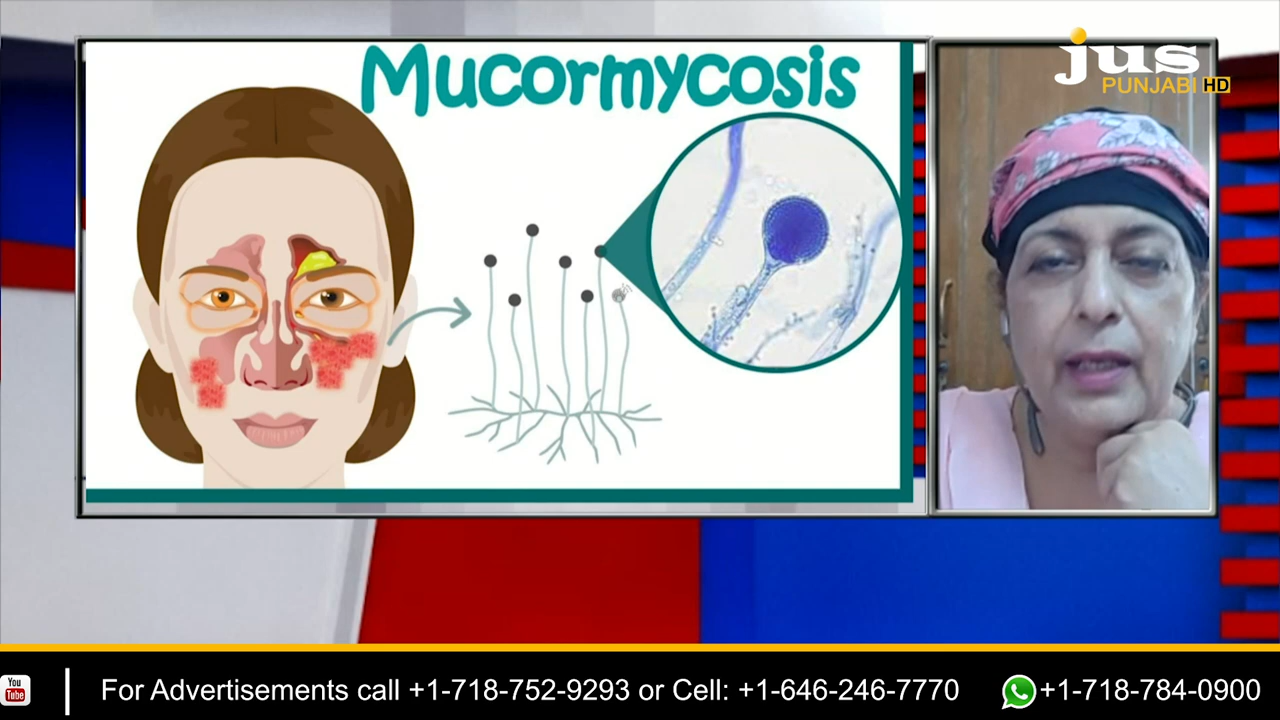 Mucormycosis
jus
PUNJABI HD
You
Tube
For Advertisements call +1-718-752-9293 or Cell: +1-646-246-7770
+1-718-784-0900